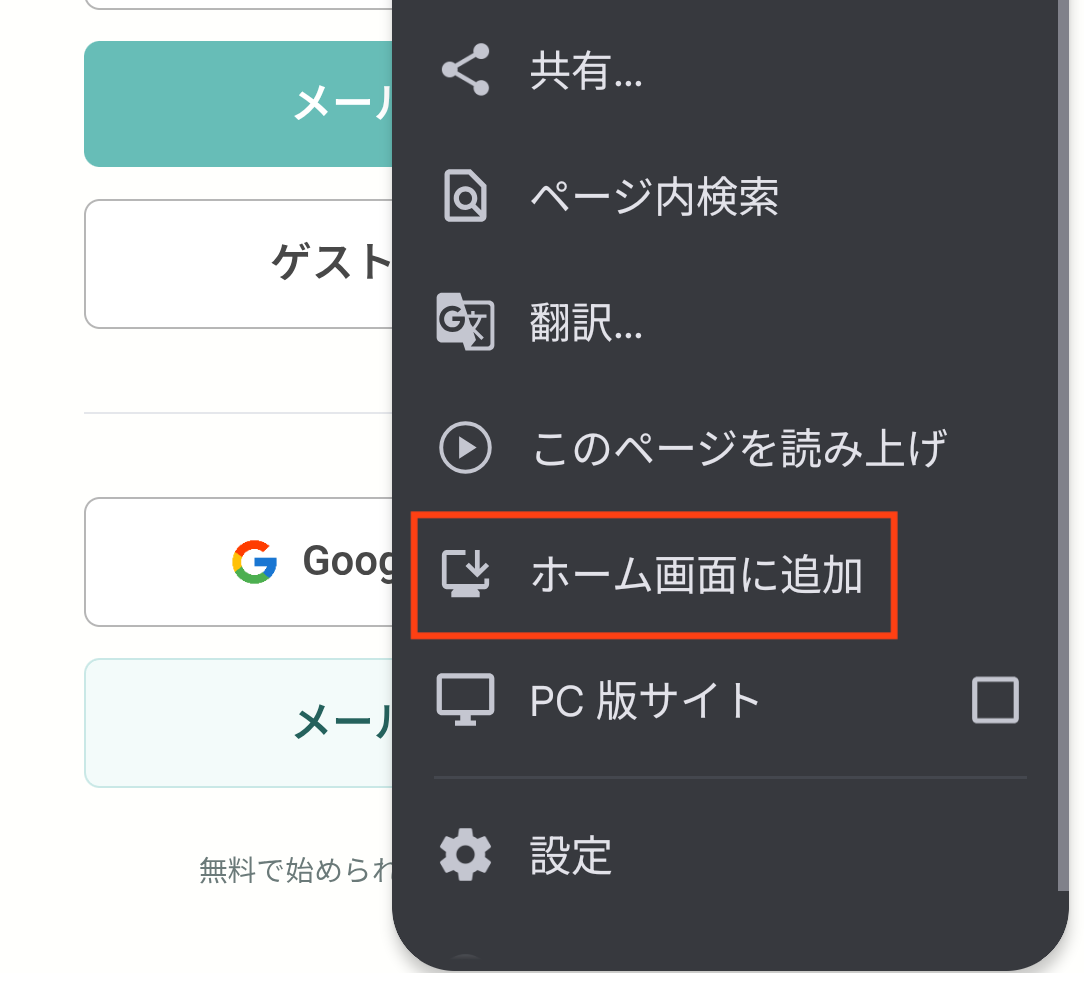 メール
共有...
ページ内検索
ゲスト
翻訳...
このページを読み上げ
Goog
ホーム画面に追加
PC 版サイト
メール
設定
無料で始められ